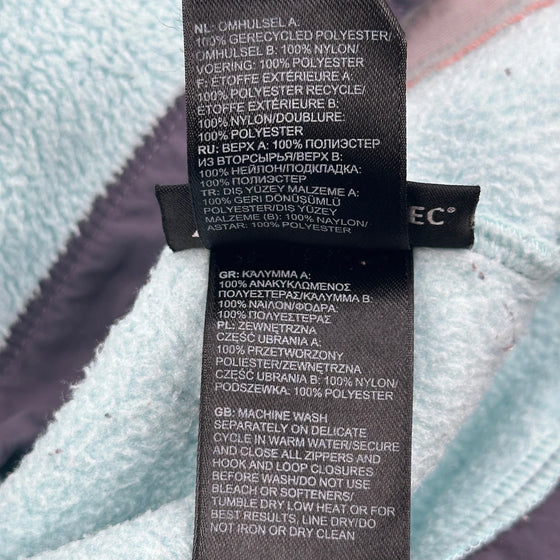 NL: OMHULSEL A:
100% GERECYCLED POLYESTER/
OMHULSEL B: 100% NYLON/
VOERING: 100% POLYESTER
F: ÉTOFFE EXTÉRIEURE A:
100% POLYESTER RECYCLE/
ÉTOFFE EXTÉRIEURE B:
100% NYLON/DOUBLURE:
100% POLYESTER
RU: ВЕРХ А: 100% ПОЛИЭСТЕР
ИЗ ВТОРСЫРЬЯ/ВЕРХ В:
100% НЕЙЛОН/ПОДКЛАДКА:
100% ПОЛИЭСТЕР
TR: DIŞ YÜZEY MALZEME A:
100% GERİ DÖNÜŞÜMLÜ
POLYESTER/DIŞ YÜZEY
MALZEME (B): 100% NAYLON/
ASTAR: 100% POLYESTER
EC®
GR: ΚΑΛΥΜΜΑ Α:
100% ΑΝΑΚΥΚΛΩΜΕΝΟΣ
ΠΟΛΥΕΣΤΕΡΑΣ/ΚΑΛΥΜΜΑ Β:
100% ΝΑΙΛΟΝ/ΦΟΔΡΑ:
100% ΠΟΛΥΕΣΤΕΡΑΣ
PL: ZEWNĘTRZNA
CZĘŚĆ UBRANIA A:
100% PRZETWORZONY
POLIESTER/ZEWNĘTRZNA
CZĘŚĆ UBRANIA B: 100% NYLON/
PODSZEWKA: 100% POLYESTER
GB: MACHINE WASH
SEPARATELY ON DELICATE
CYCLE IN WARM WATER/SECURE
AND CLOSE ALL ZIPPERS AND
HOOK AND LOOP CLOSURES
BEFORE WASH/DO NOT USE
BLEACH OR SOFTENERS/
TUMBLE DRY LOW HEAT OR FOR
BEST RESULTS, LINE DRY/DO
NOT IRON OR DRY CLEAN